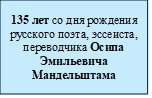 135 лет со дня рождения
русского поэта, эссеиста,
переводчика Осипа
Эмильевича
Мандельштама